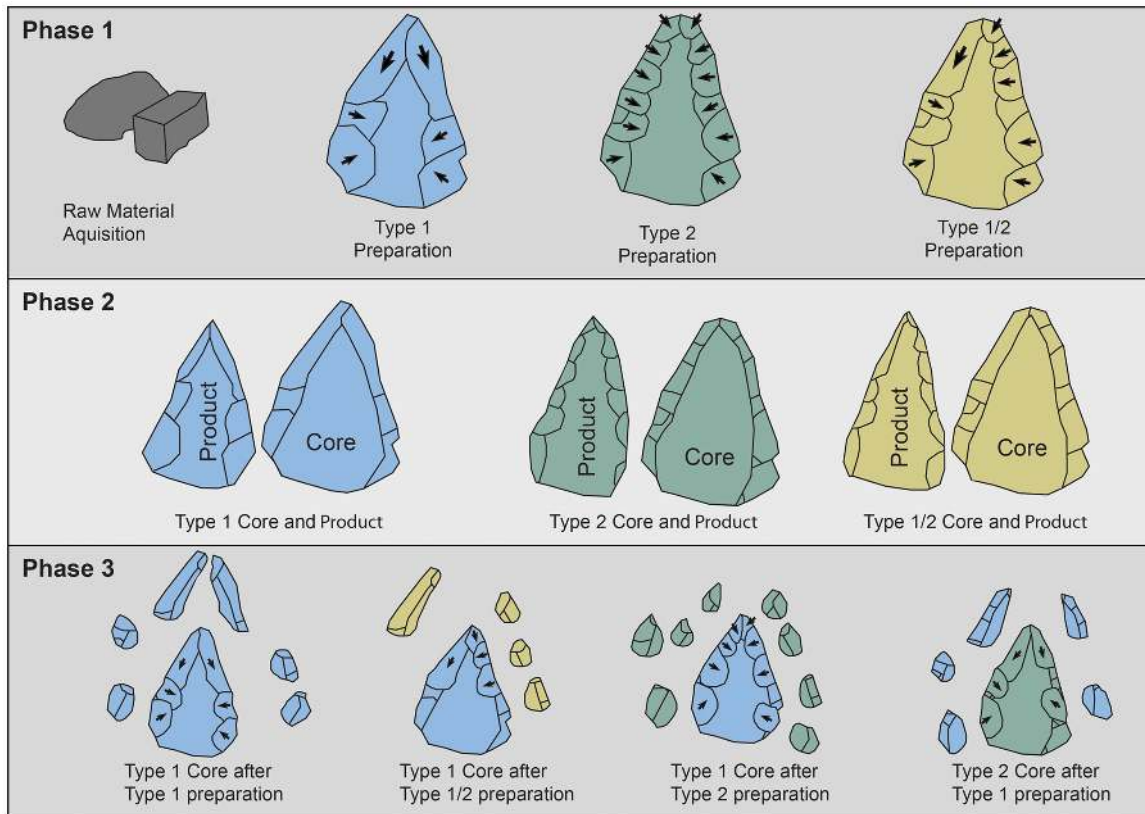 Phase 1
Raw Material
Aquisition
Type 1
Preparation
Type 2
Preparation
Type 1/2
Preparation
Phase 2
Product
Core
Product
Core
Product
Core
Type 1 Core and Product
Type 2 Core and Product
Type 1/2 Core and Product
Phase 3
Type 1 Core after
Type 1 preparation
Type 1 Core after
Type 1/2 preparation
Type 1 Core after
Type 2 preparation
Type 2 Core after
Type 1 preparation